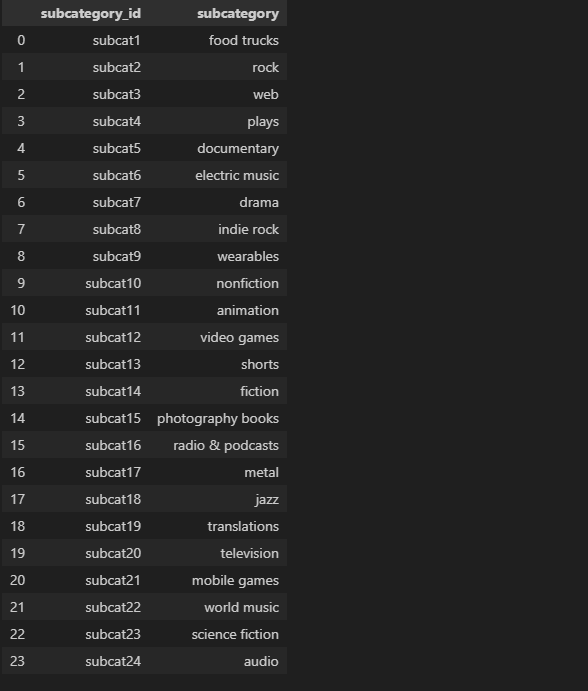 subcategory_id subcategory
0 subcat1 food trucks
1 subcat2 rock
2 subcat3 web
3 subcat4 plays
4 subcat5 documentary
5 subcat6 electric music
6 subcat7 drama
7 subcat8 indie rock
8 subcat9 wearables
9 subcat10 nonfiction
10 subcat11 animation
11 subcat12 video games
12 subcat13 shorts
13 subcat14 fiction
14 subcat15 photography books
15 subcat16 radio & podcasts
16 subcat17 metal
17 subcat18 jazz
18 subcat19 translations
19 subcat20 television
20 subcat21 mobile games
21 subcat22 world music
22 subcat23 science fiction
23 subcat24 audio